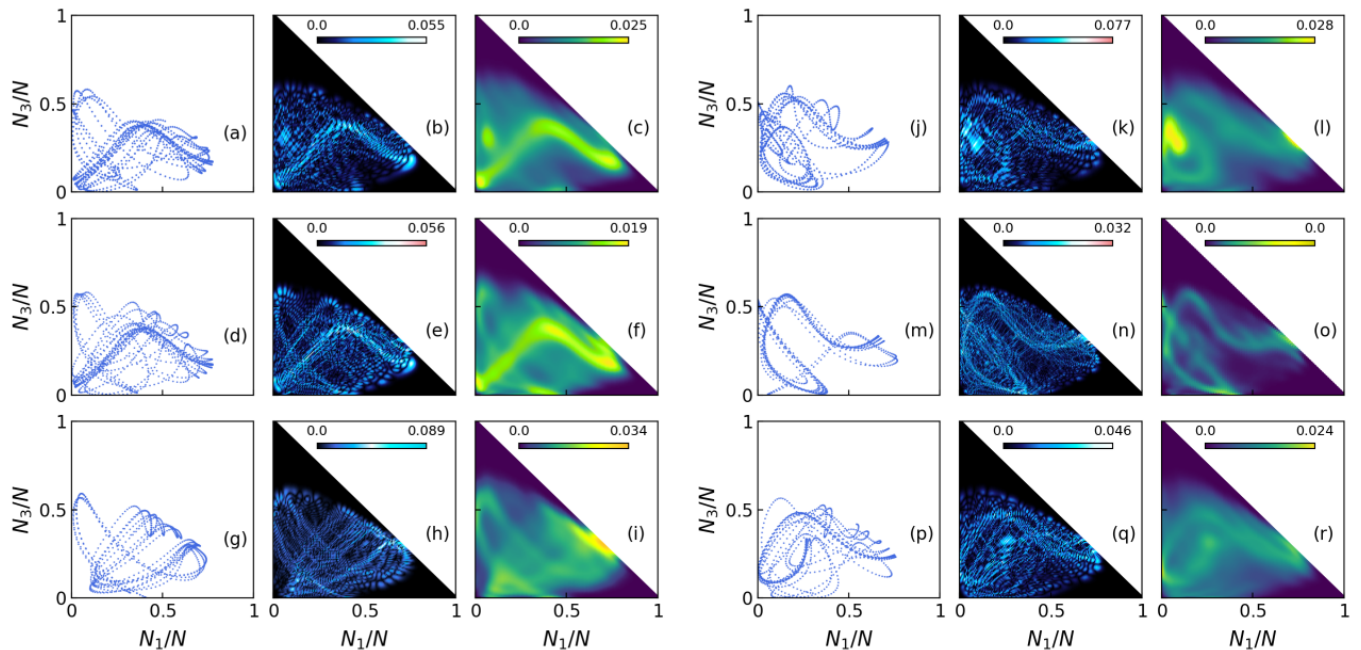 1
0.0 0.055
0.0 0.025
1
0.0 0.077
0.0 0.028
N₃/N
0.5
(a)
(b)
(c)
N₃/N
0.5
(j)
(k)
(l)
0
0
1
0.0 0.056
0.0 0.019
1
0.0 0.032
0.0 0.0
N₃/N
0.5
(d)
(e)
(f)
N₃/N
0.5
(m)
(n)
(o)
0
0
1
0.0 0.089
0.0 0.034
1
0.0 0.046
0.0 0.024
N₃/N
0.5
(g)
(h)
(i)
N₃/N
0.5
(p)
(q)
(r)
0
0
0 0.5 1
0 0.5 1
0 0.5 1
0 0.5 1
0 0.5 1
0 0.5 1
N₁/N
N₁/N
N₁/N
N₁/N
N₁/N
N₁/N